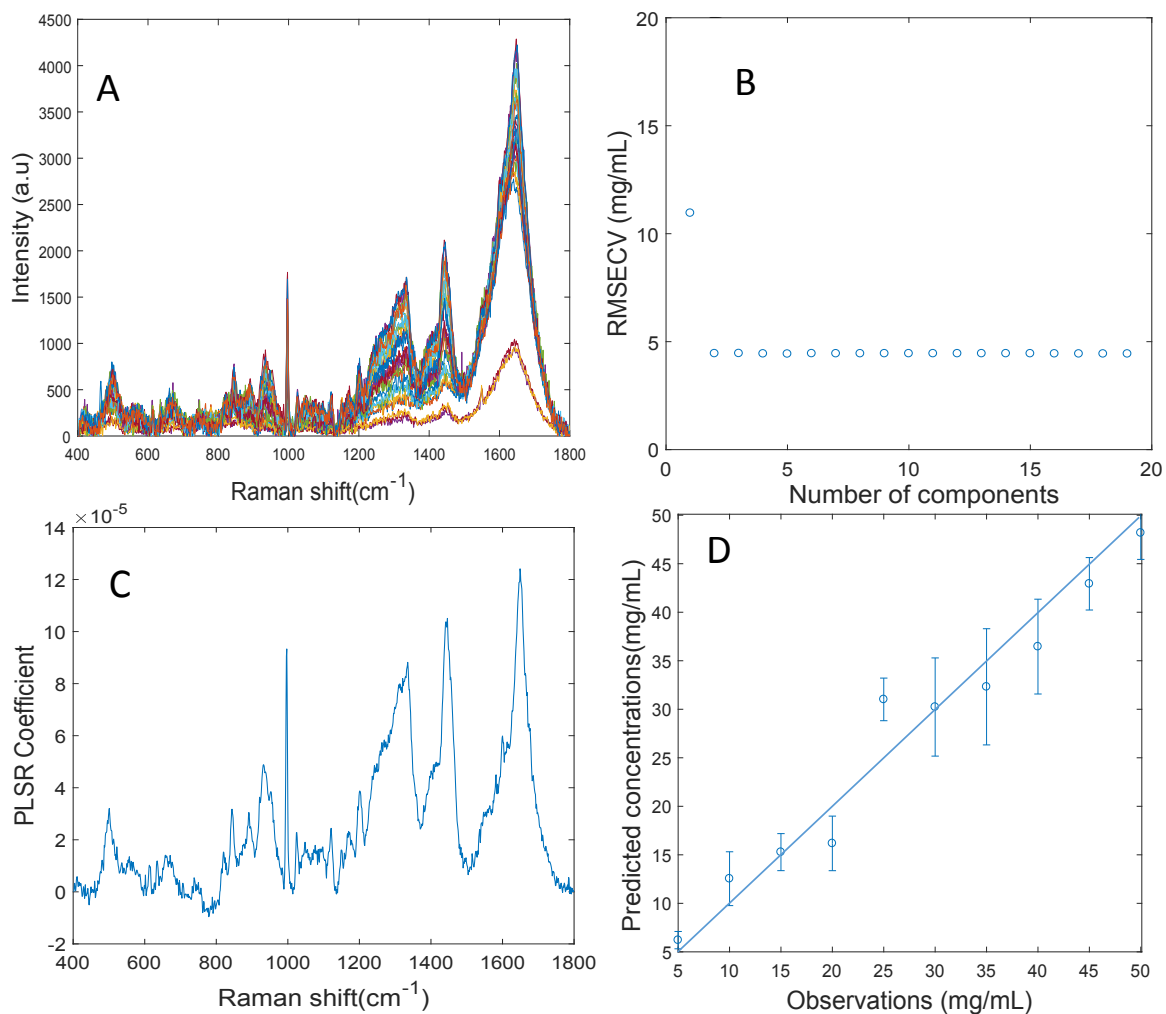 A
Intensity (a.u)
4500
4000
3500
3000
2500
2000
1500
1000
500
0
400 600 800 1000 1200 1400 1600 1800
Raman shift(cm⁻¹)
B
RMSECV (mg/mL)
20
15
10
5
0
0 5 10 15 20
Number of components
C
×10⁻⁵
PLSR Coefficient
14
12
10
8
6
4
2
0
-2
400 600 800 1000 1200 1400 1600 1800
Raman shift(cm⁻¹)
D
Predicted concentrations(mg/mL)
50
45
40
35
30
25
20
15
10
5
5 10 15 20 25 30 35 40 45 50
Observations (mg/mL)